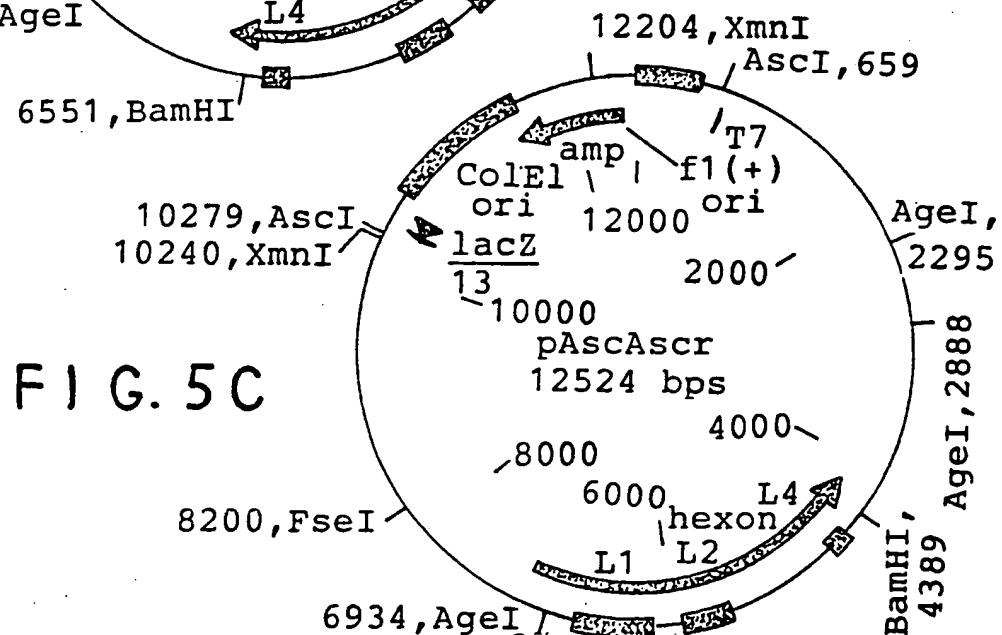 AgeI
L4
6551,BamHI
12204,XmnI
AscI,659
T7
amp
f1(+)
ori
ColEl
ori
12000
10279,AscI
10240,XmnI
lacZ
13
10000
AgeI,
2295
2000
pAscAscr
12524 bps
FIG. 5C
AgeI,2888
4000
8000
6000
L4
hexon
L1
L2
8200,FseI
BamHI,
4389
6934,AgeI